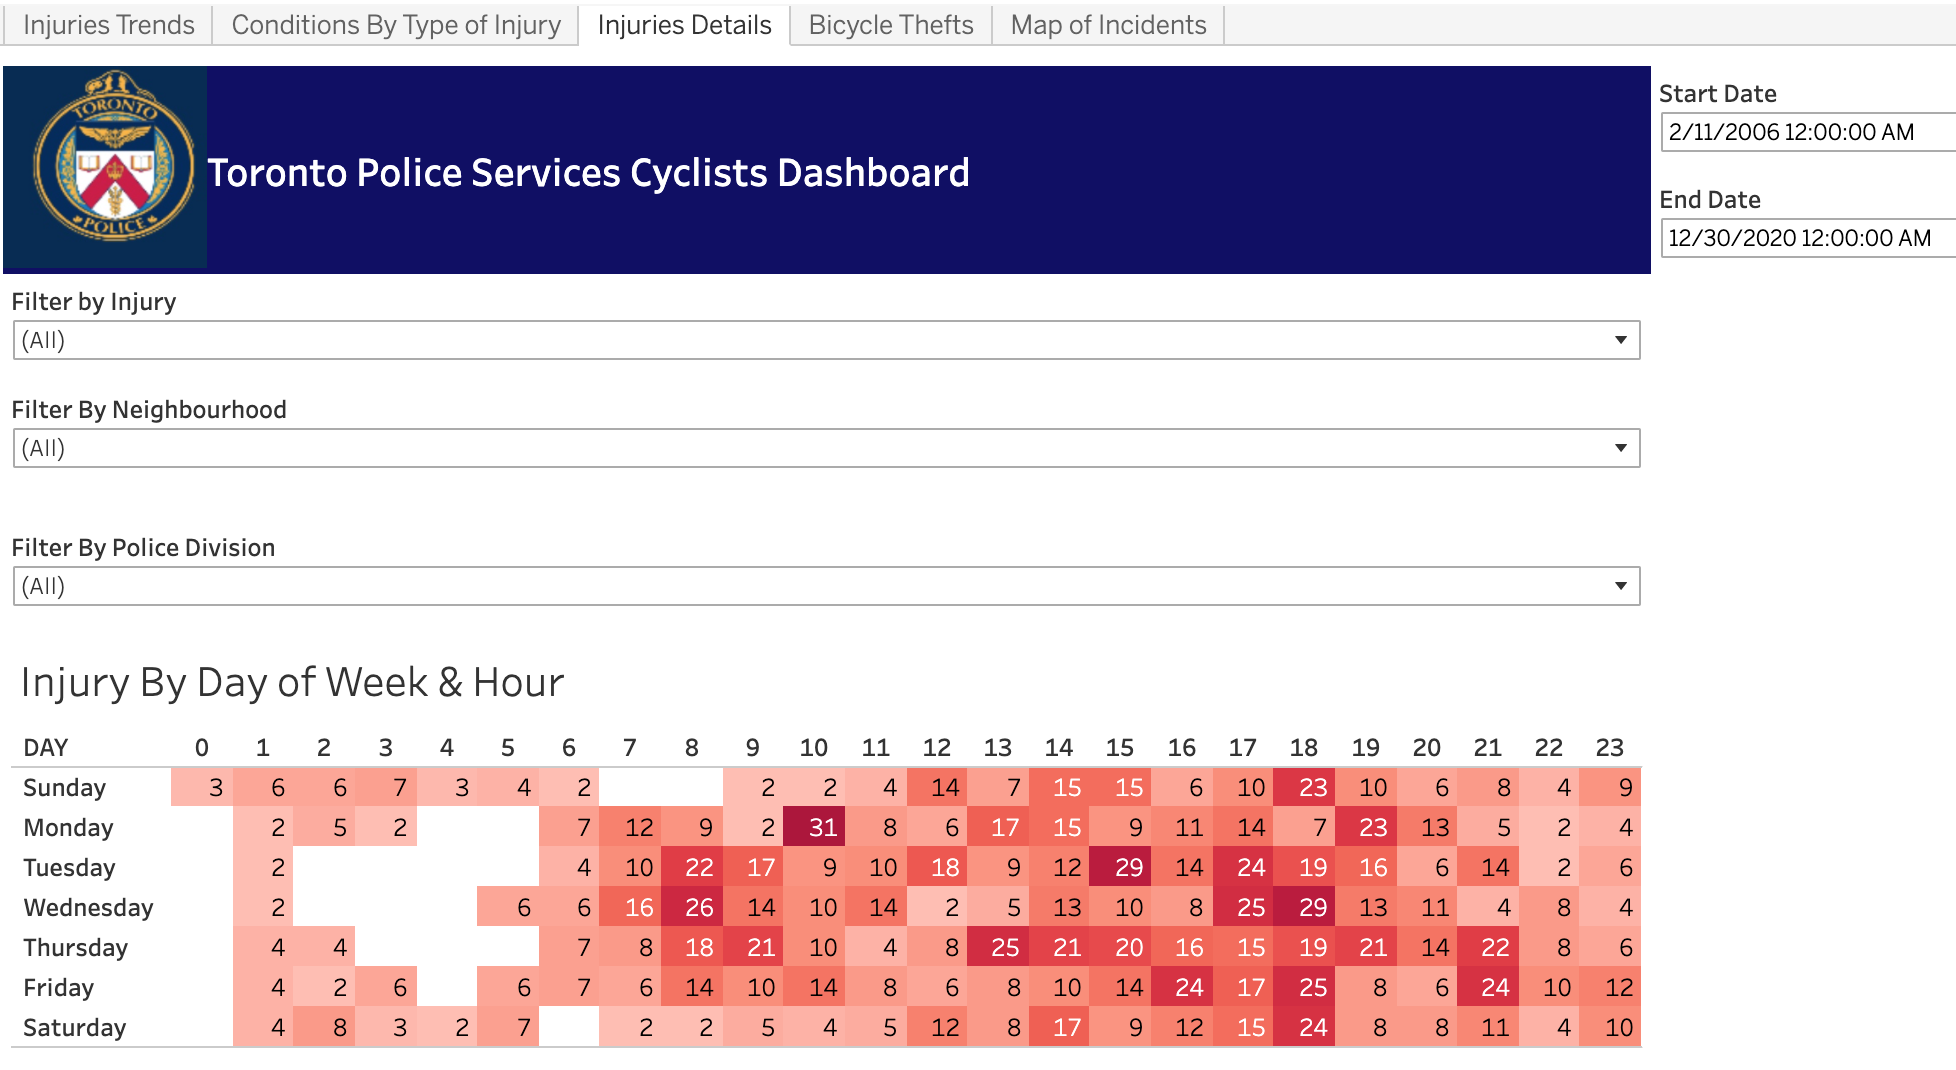 Injuries Trends Conditions By Type of Injury Injuries Details Bicycle Thefts Map of Incidents
TORONTO
POLICE
Toronto Police Services Cyclists Dashboard
Start Date
2/11/2006 12:00:00 AM
End Date
12/30/2020 12:00:00 AM
Filter by Injury
(All)
Filter By Neighbourhood
(All)
Filter By Police Division
(All)
Injury By Day of Week & Hour
DAY 0 1 2 3 4 5 6 7 8 9 10 11 12 13 14 15 16 17 18 19 20 21 22 23
Sunday 3 6 6 7 3 4 2 2 2 4 14 7 15 15 6 10 23 10 6 8 4 9
Monday 2 5 2 7 12 9 2 31 8 6 17 15 9 11 14 7 23 13 5 2 4
Tuesday 2 4 10 22 17 9 10 18 9 12 29 14 24 19 16 6 14 2 6
Wednesday 2 6 6 16 26 14 10 14 2 5 13 10 8 25 29 13 11 4 8 4
Thursday 4 4 7 8 18 21 10 4 8 25 21 20 16 15 19 21 14 22 8 6
Friday 4 2 6 6 7 6 14 10 14 8 6 8 10 14 24 17 25 8 6 24 10 12
Saturday 4 8 3 2 7 2 2 5 4 5 12 8 17 9 12 15 24 8 8 11 4 10